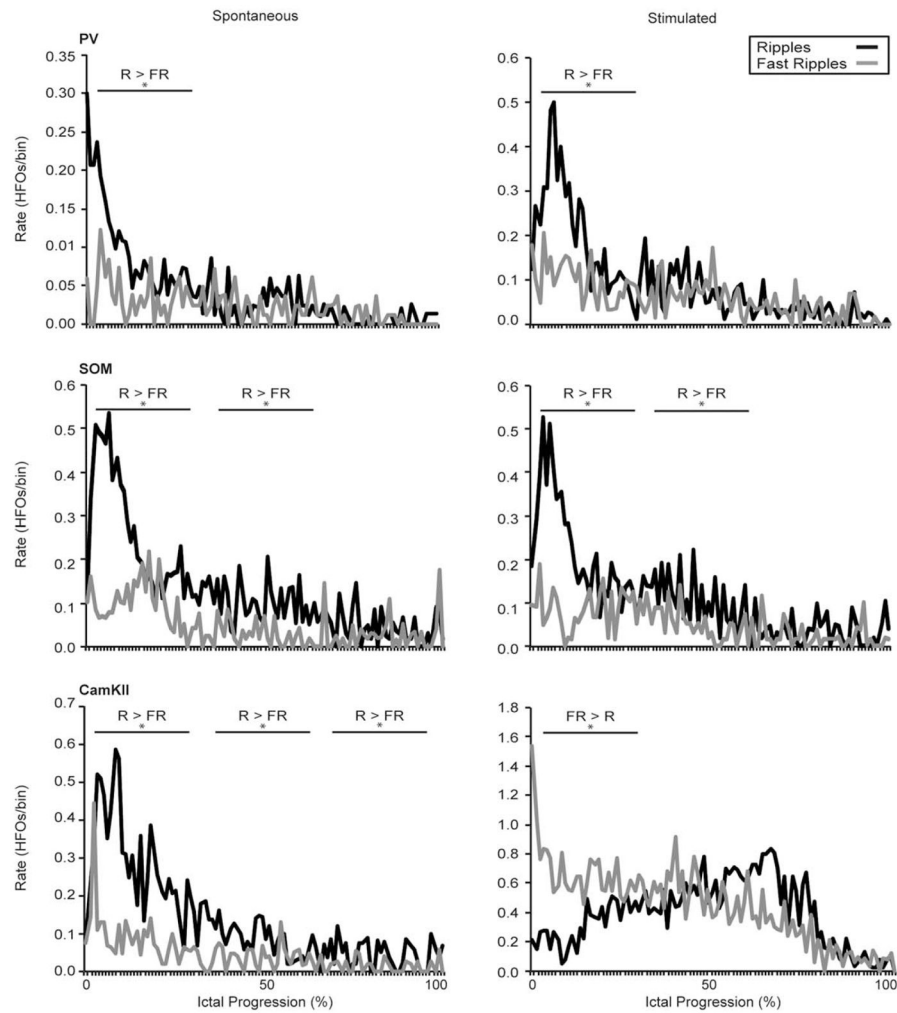 Spontaneous
Stimulated
PV
Ripples
Fast Ripples
0.35
0.30
0.25
0.20
0.15
0.01
0.05
0.00
Rate (HFOs/bin)
R > FR
*
0.6
0.5
0.4
0.3
0.2
0.1
0.0
R > FR
*
SOM
0.6
0.5
0.4
0.3
0.2
0.1
0.0
Rate (HFOs/bin)
R > FR
*
R > FR
*
0.6
0.5
0.4
0.3
0.2
0.1
0.0
R > FR
*
R > FR
*
CamKII
0.7
0.6
0.5
0.4
0.3
0.2
0.1
0.0
Rate (HFOs/bin)
R > FR
*
R > FR
*
R > FR
*
0
50
100
Ictal Progression (%)
1.8
1.6
1.4
1.2
1.0
0.8
0.6
0.4
0.2
0.0
FR > R
*
0
50
100
Ictal Progression (%)